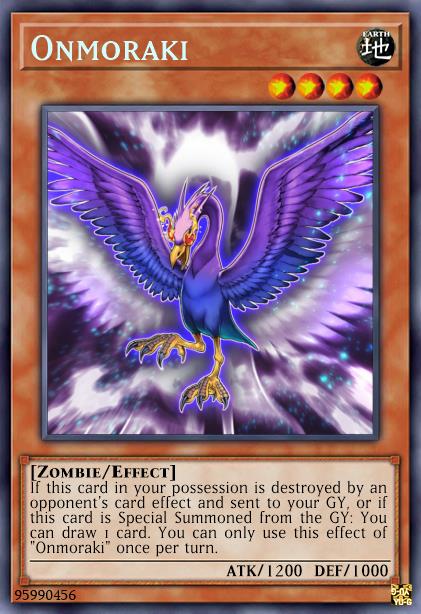 ONMORAKI
EARTH
地
[ZOMBIE/EFFECT]
If this card in your possession is destroyed by an
opponent's card effect and sent to your GY, or if
this card is Special Summoned from the GY: You
can draw 1 card. You can only use this effect of
"Onmoraki" once per turn.
ATK/1200 DEF/1000
95990456